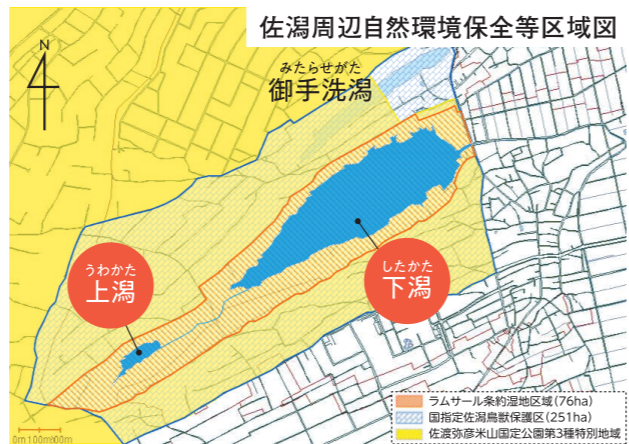 佐潟周辺自然環境保全等区域図
N
みたらせがた
御手洗潟
うわかた
上潟
したかた
下潟
ラムサール条約湿地区域(76ha)
国指定佐潟鳥獣保護区(251ha)
佐渡弥彦米山国定公園第3種特別地域
0m 100m